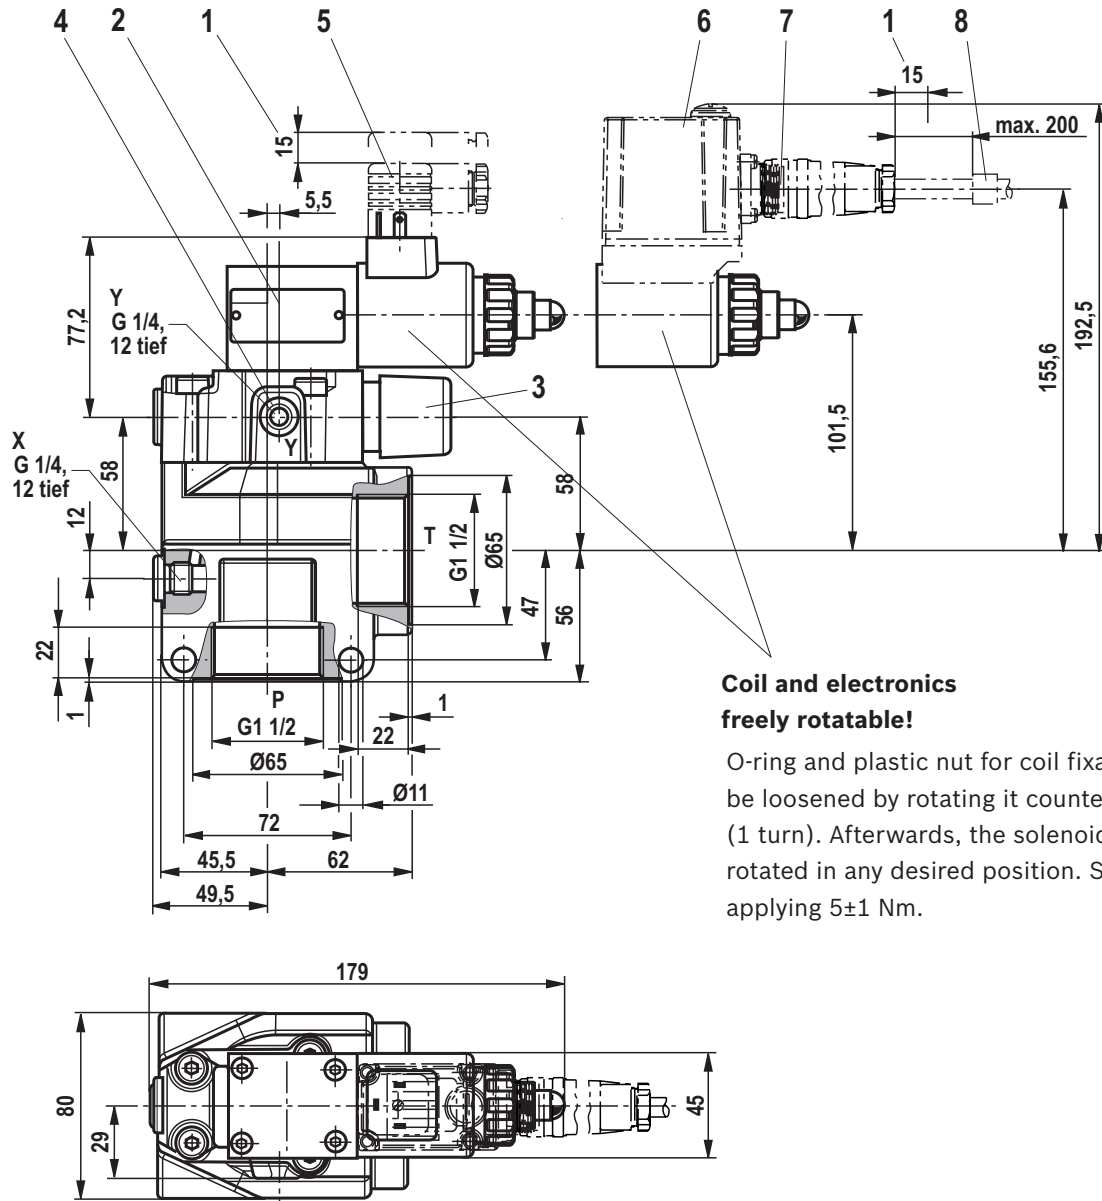 4
2
1
5
6
7
1
8
15
max. 200
15
5,5
77,2
Y
G 1/4,
12 tief
3
192,5
155,6
101,5
X
G 1/4,
12 tief
58
12
Y
58
T
G1 1/2
Ø65
47
56
22
1
P
G1 1/2
1
22
Ø65
Ø11
72
45,5
62
49,5
Coil and electronics
freely rotatable!
O-ring and plastic nut for coil fixa
be loosened by rotating it counte
(1 turn). Afterwards, the solenoid
rotated in any desired position. S
applying 5±1 Nm.
179
80
29
45